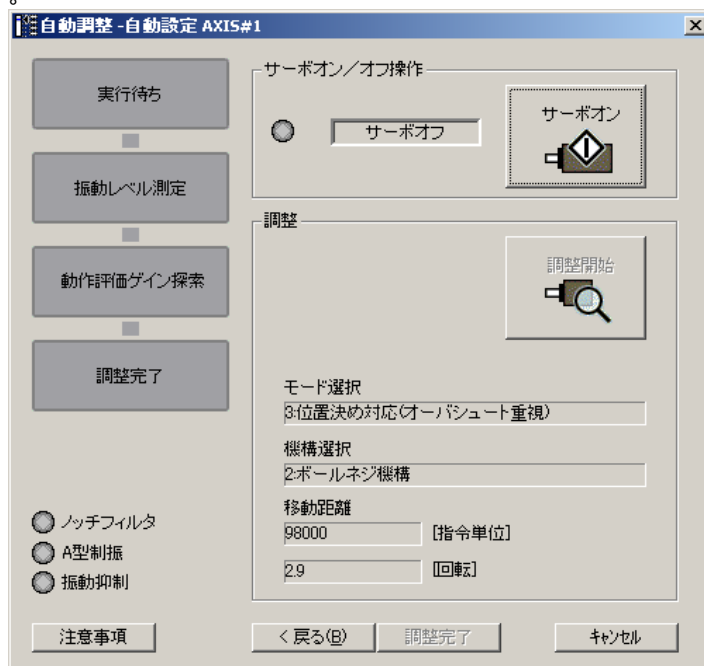 。
自動調整 -自動設定 AXIS#1
実行待ち
振動レベル測定
動作評価ゲイン探索
調整完了
ノッチフィルタ
A型制振
振動抑制
サーボオン／オフ操作
サーボオフ
サーボオン
調整
調整開始
モード選択
3:位置決め対応(オーバシュート重視)
機構選択
2:ボールネジ機構
移動距離
98000 [指令単位]
2.9 [回転]
注意事項
< 戻る(B)
調整完了
キャンセル